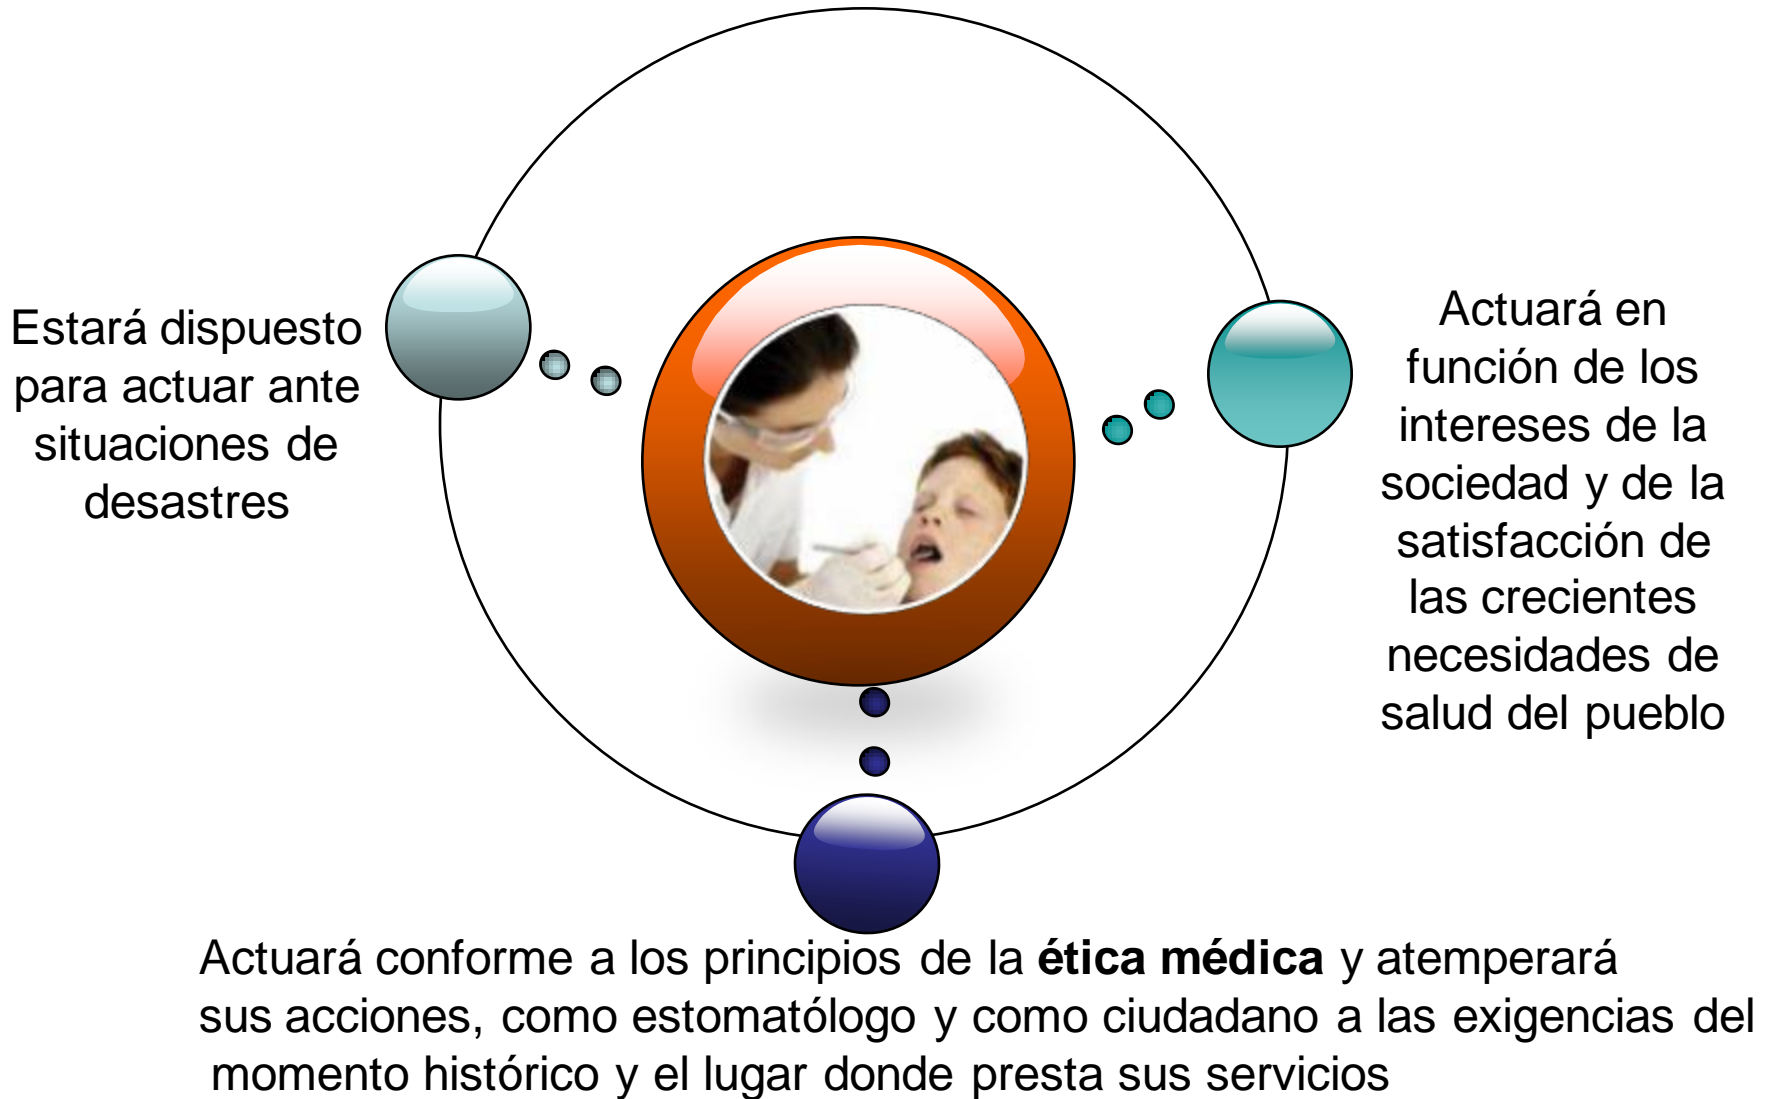 Estará dispuesto
para actuar ante
situaciones de
desastres
Actuará en
función de los
intereses de la
sociedad y de la
satisfacción de
las crecientes
necesidades de
salud del pueblo
Actuará conforme a los principios de la ética médica y atemperará
sus acciones, como estomatólogo y como ciudadano a las exigencias del
momento histórico y el lugar donde presta sus servicios